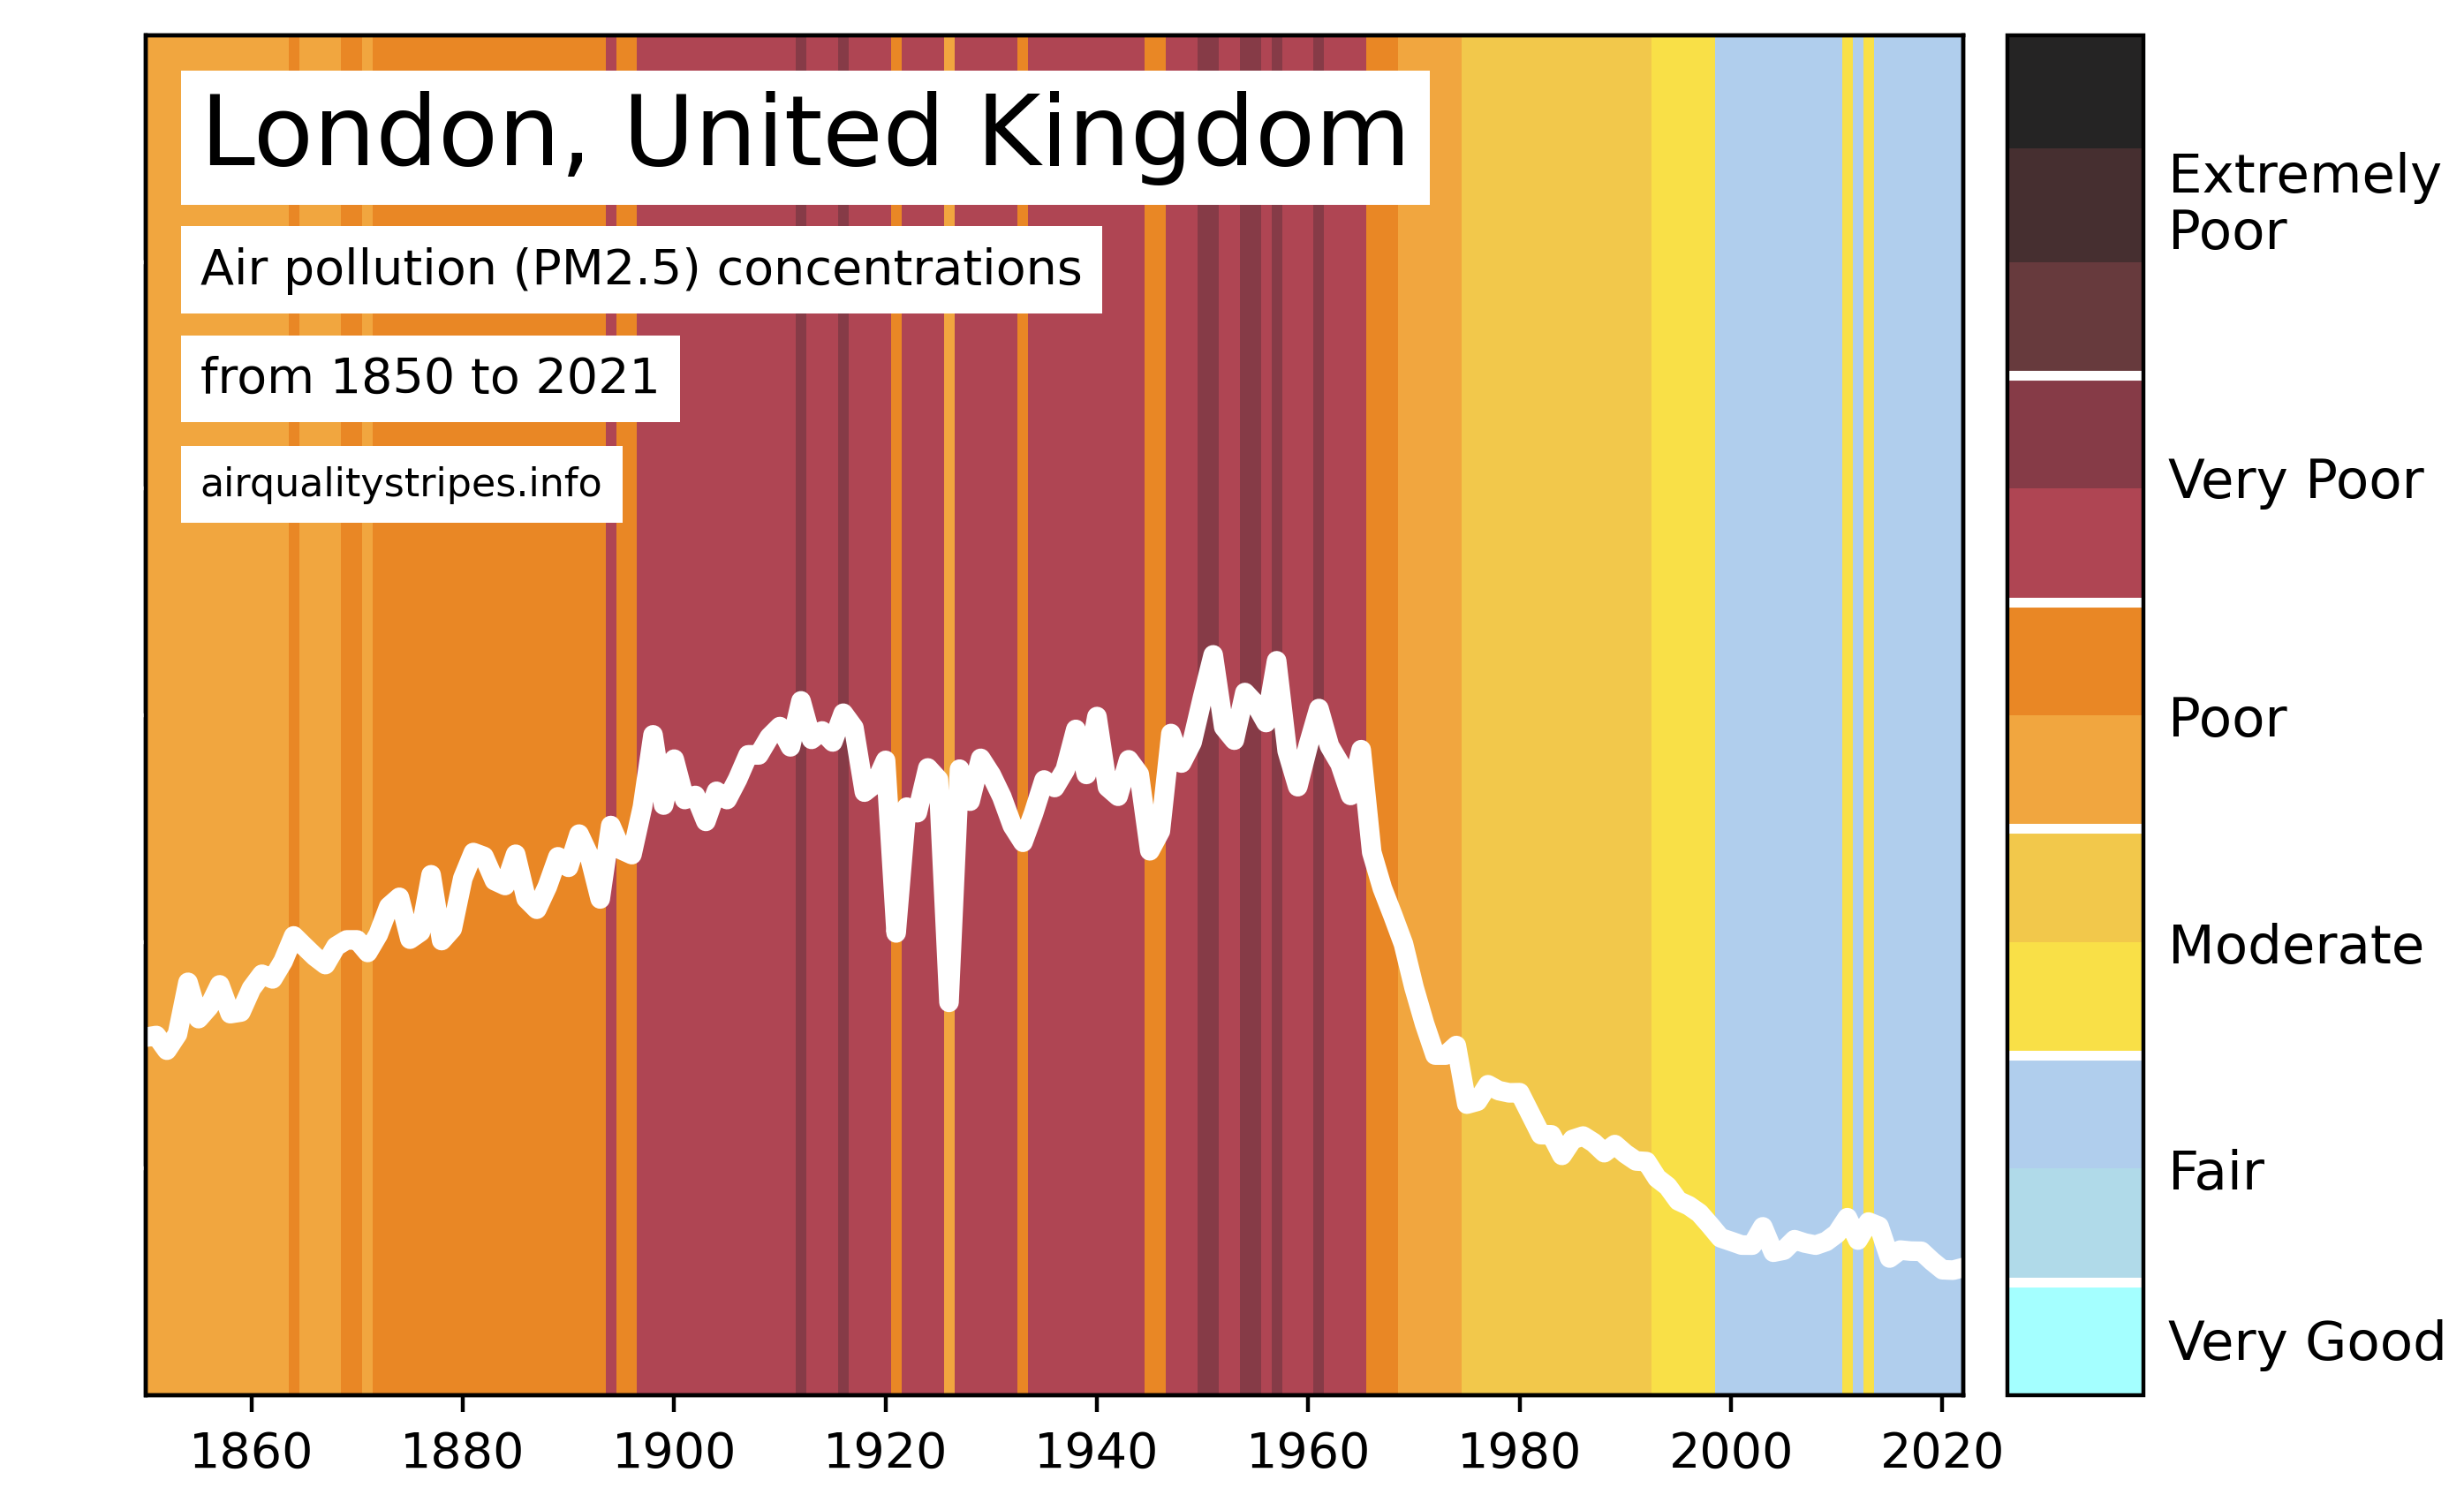 London, United Kingdom
Air pollution (PM2.5) concentrations
from 1850 to 2021
airqualitystripes.info
Extremely
Poor
Very Poor
Poor
Moderate
Fair
Very Good
1860 1880 1900 1920 1940 1960 1980 2000 2020